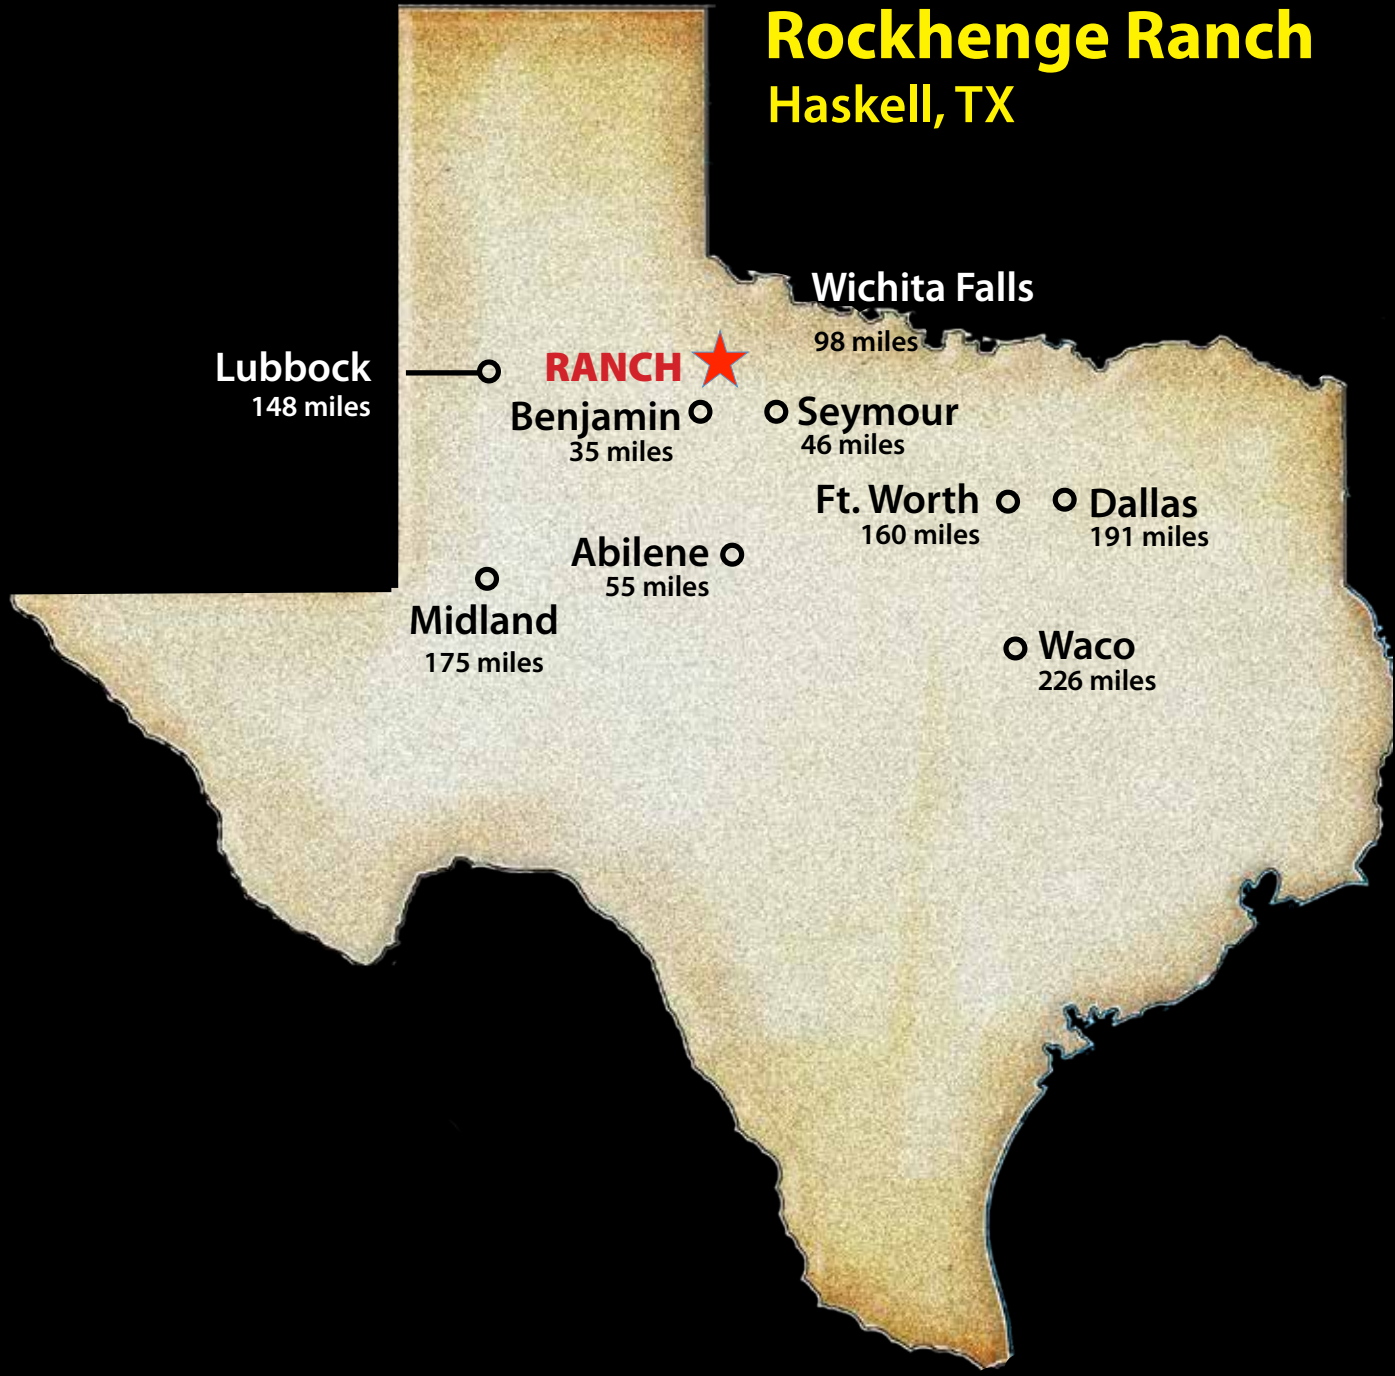 Rockhenge Ranch
Haskell, TX
Wichita Falls
98 miles
Lubbock
148 miles
RANCH
Benjamin
35 miles
Seymour
46 miles
Ft. Worth
160 miles
Dallas
191 miles
Abilene
55 miles
Midland
175 miles
Waco
226 miles